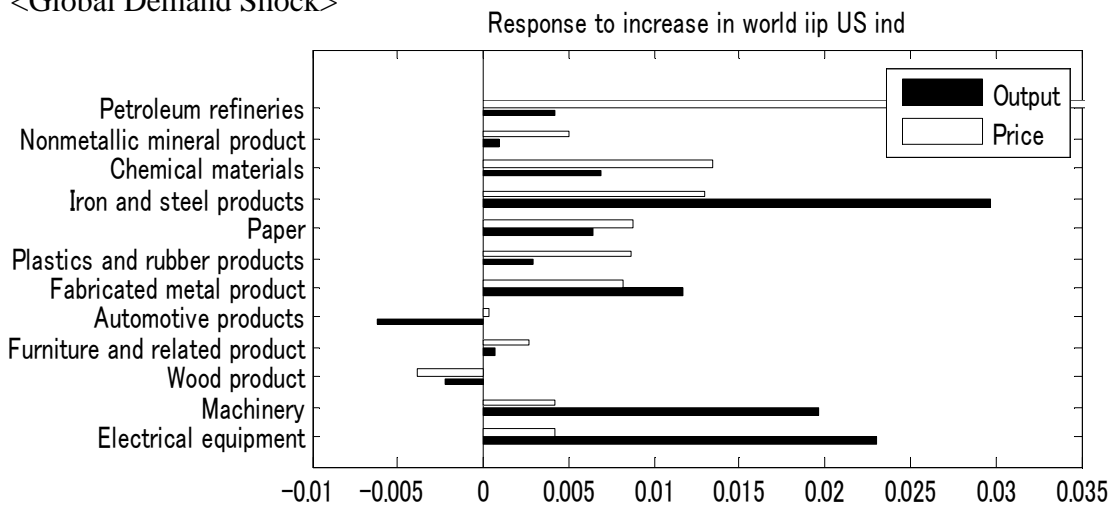 <Global Demand Shock>
Response to increase in world iip US ind
Output
Price
Petroleum refineries
Nonmetallic mineral product
Chemical materials
Iron and steel products
Paper
Plastics and rubber products
Fabricated metal product
Automotive products
Furniture and related product
Wood product
Machinery
Electrical equipment
-0.01 -0.005 0 0.005 0.01 0.015 0.02 0.025 0.03 0.035